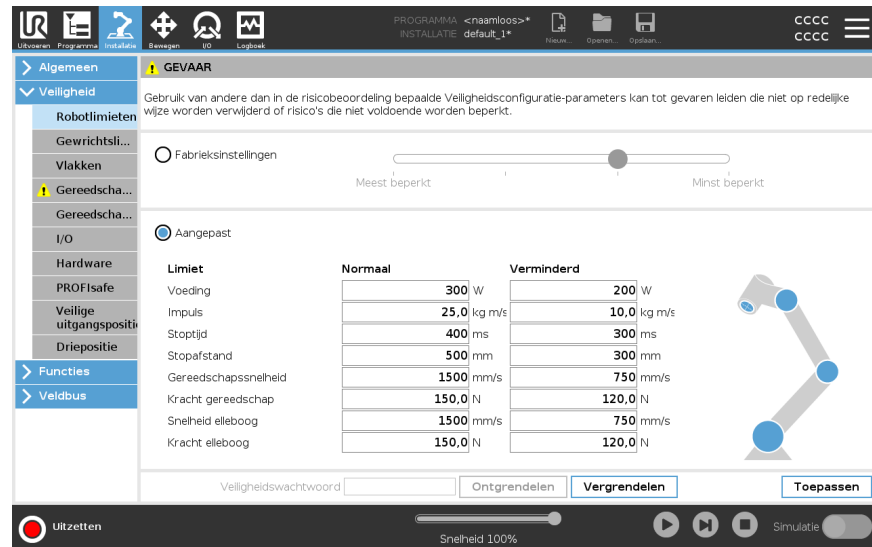 Uitvoeren Programma Installatie Bewegen I/O Logboek
PROGRAMMA <naamloos>*
INSTALLATIE default_1*
Nieuw... Openen... Opslaan...
cccc
cccc
Algemeen
Veiligheid
Robotlimieten
Gewrichtsli...
Vlakken
Gereedscha...
Gereedscha...
I/O
Hardware
PROFIsafe
Veilige
uitgangspositi
Driepositie
Functies
Veldbus
GEVAAR
Gebruik van andere dan in de risicobeoordeling bepaalde Veiligheidsconfiguratie-parameters kan tot gevaren leiden die niet op redelijke
wijze worden verwijderd of risico's die niet voldoende worden beperkt.
Fabrieksinstellingen
Meest beperkt Minst beperkt
Aangepast
Limiet Normaal Verminderd
Voeding 300 W 200 W
Impuls 25,0 kg m/s 10,0 kg m/s
Stoptijd 400 ms 300 ms
Stopafstand 500 mm 300 mm
Gereedschapssnelheid 1500 mm/s 750 mm/s
Kracht gereedschap 150,0 N 120,0 N
Snelheid elleboog 1500 mm/s 750 mm/s
Kracht elleboog 150,0 N 120,0 N
Veiligheidswachtwoord Ontgrendelen Vergrendelen Toepassen
Uitzetten
Snelheid 100%
Simulatie